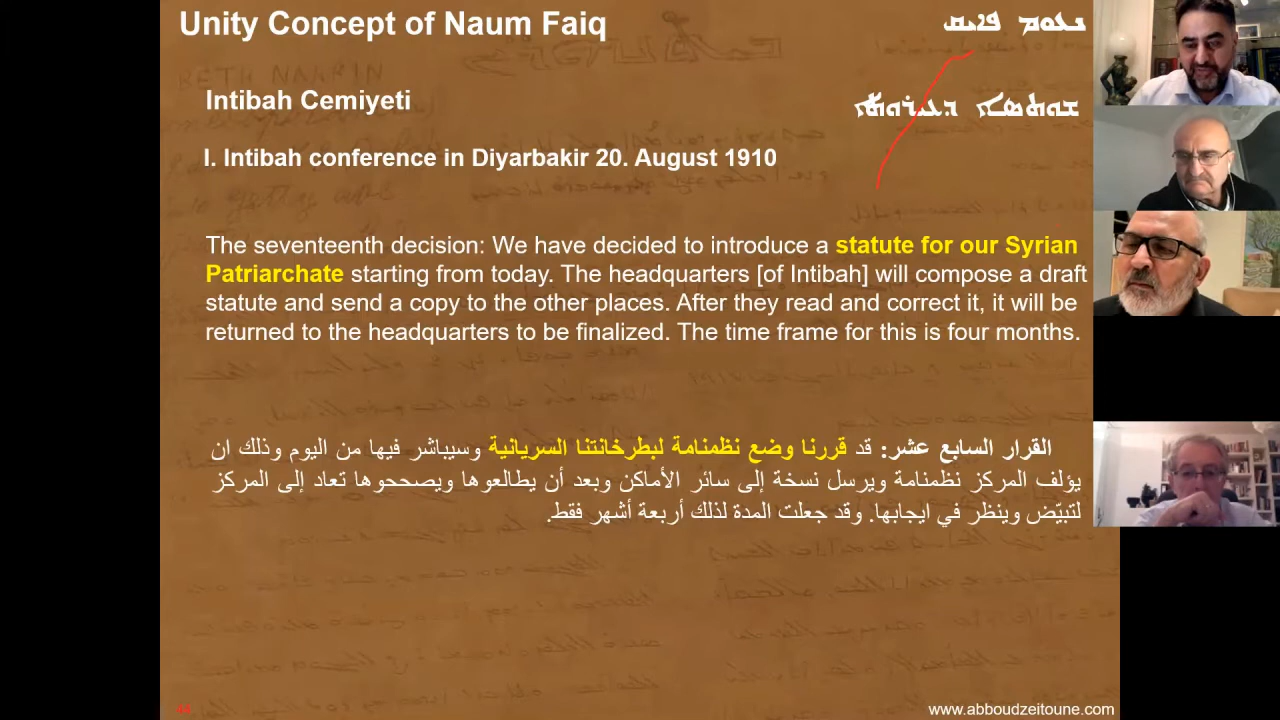 Unity Concept of Naum Faiq
ܢܥܘܡ ܦܐܝܩ
Intibah Cemiyeti
I. Intibah conference in Diyarbakir 20. August 1910
The seventeenth decision: We have decided to introduce a statute for our Syrian
Patriarchate starting from today. The headquarters [of Intibah] will compose a draft
statute and send a copy to the other places. After they read and correct it, it will be
returned to the headquarters to be finalized. The time frame for this is four months.
القرار السابع عشر: قد قررنا وضع نظمنامة لبطرخانتنا السريانية وسيباشر فيها من اليوم وذلك ان
يؤلف المركز نظمنامة ويرسل نسخة إلى سائر الأماكن وبعد أن يطالعوها ويصححوها تعاد إلى المركز
لتبيّض وينظر في ايجابها. وقد جعلت المدة لذلك أربعة أشهر فقط.
www.abboudzeitoune.com